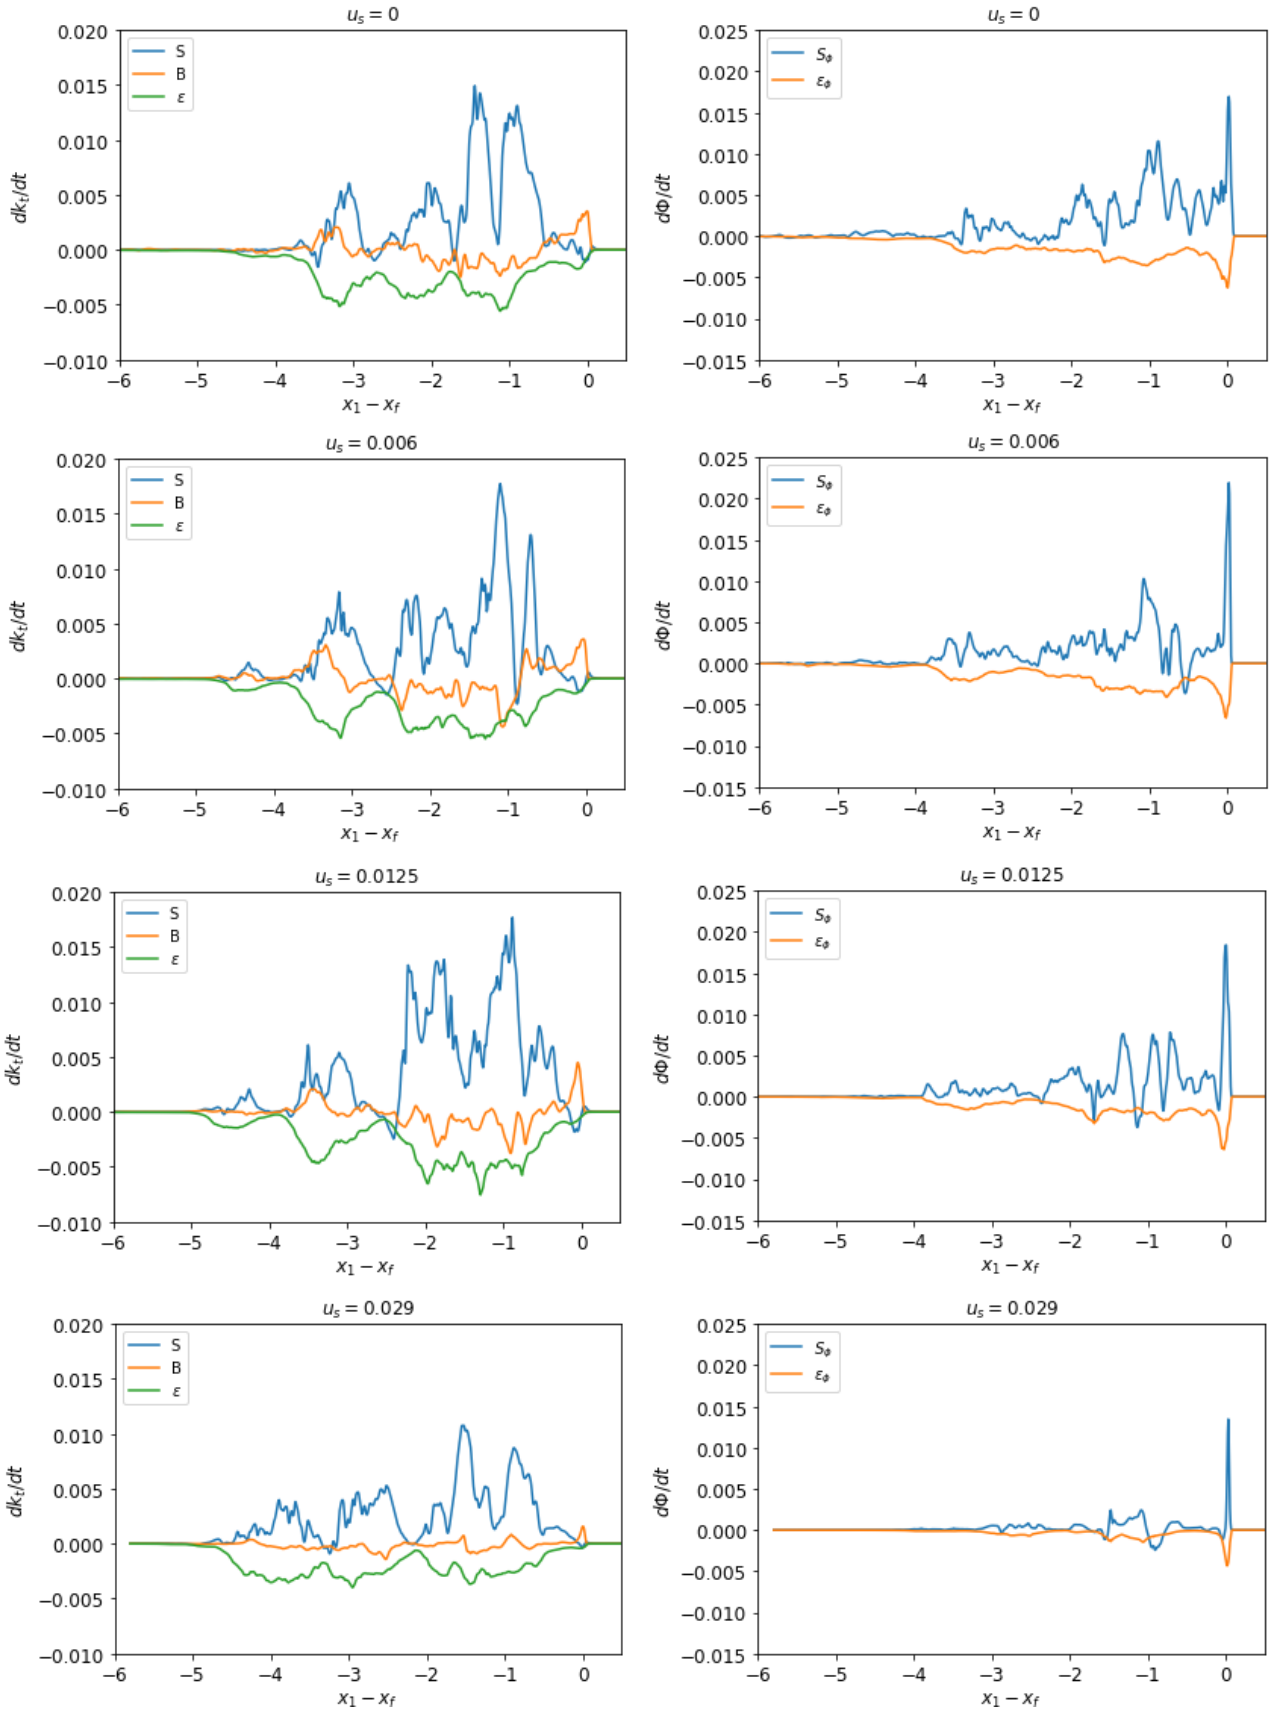 u_s = 0
0.020
0.015
0.010
0.005
0.000
−0.005
−0.010
dk_t/dt
S
B
ε
−6 −5 −4 −3 −2 −1 0
x_1 − x_f
u_s = 0
0.025
0.020
0.015
0.010
0.005
0.000
−0.005
−0.010
−0.015
dΦ/dt
S_ϕ
ε_ϕ
−6 −5 −4 −3 −2 −1 0
x_1 − x_f
u_s = 0.006
0.020
0.015
0.010
0.005
0.000
−0.005
−0.010
dk_t/dt
S
B
ε
−6 −5 −4 −3 −2 −1 0
x_1 − x_f
u_s = 0.006
0.025
0.020
0.015
0.010
0.005
0.000
−0.005
−0.010
−0.015
dΦ/dt
S_ϕ
ε_ϕ
−6 −5 −4 −3 −2 −1 0
x_1 − x_f
u_s = 0.0125
0.020
0.015
0.010
0.005
0.000
−0.005
−0.010
dk_t/dt
S
B
ε
−6 −5 −4 −3 −2 −1 0
x_1 − x_f
u_s = 0.0125
0.025
0.020
0.015
0.010
0.005
0.000
−0.005
−0.010
−0.015
dΦ/dt
S_ϕ
ε_ϕ
−6 −5 −4 −3 −2 −1 0
x_1 − x_f
u_s = 0.029
0.020
0.015
0.010
0.005
0.000
−0.005
−0.010
dk_t/dt
S
B
ε
−6 −5 −4 −3 −2 −1 0
x_1 − x_f
u_s = 0.029
0.025
0.020
0.015
0.010
0.005
0.000
−0.005
−0.010
−0.015
dΦ/dt
S_ϕ
ε_ϕ
−6 −5 −4 −3 −2 −1 0
x_1 − x_f